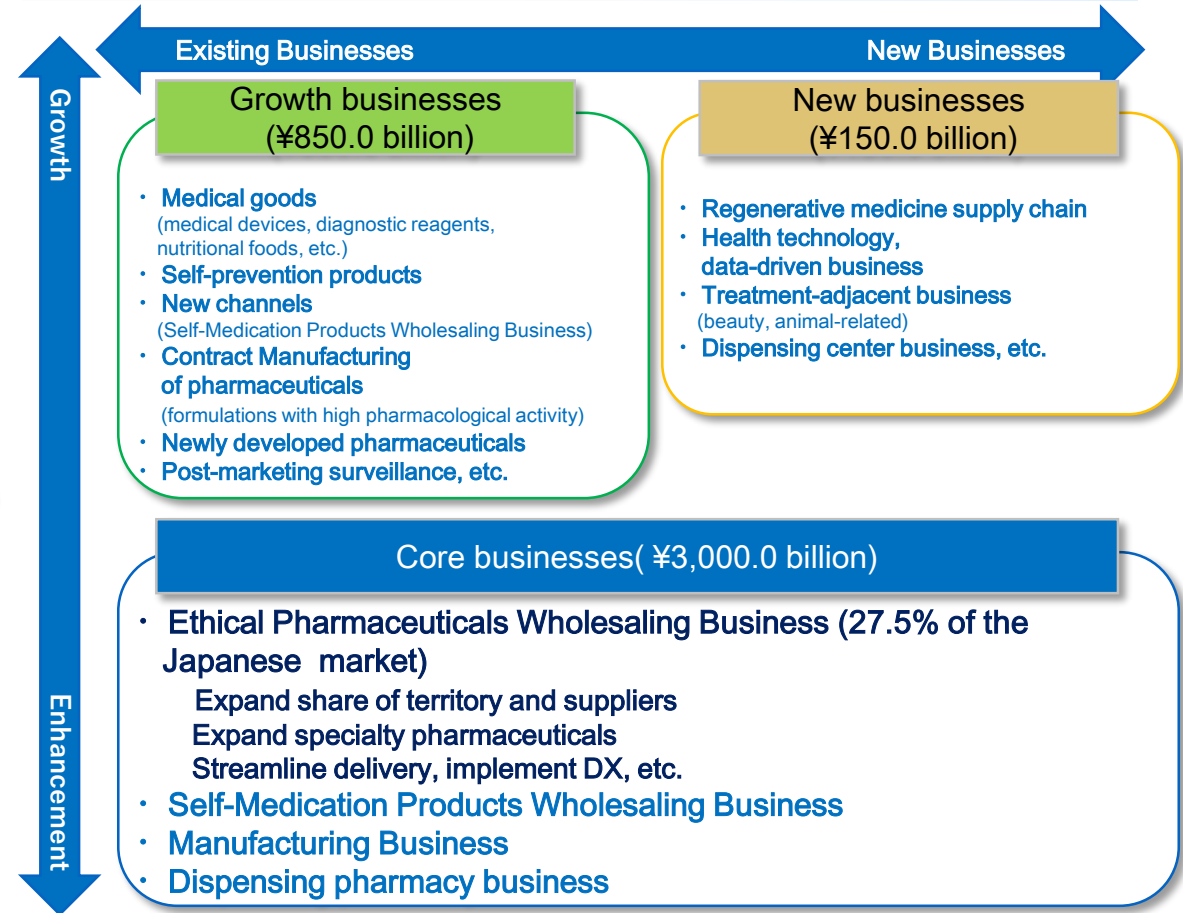 Existing Businesses
New Businesses
Growth
Enhancement
Growth businesses
(¥850.0 billion)
・ Medical goods
(medical devices, diagnostic reagents,
nutritional foods, etc.)
・ Self-prevention products
・ New channels
(Self-Medication Products Wholesaling Business)
・ Contract Manufacturing
of pharmaceuticals
(formulations with high pharmacological activity)
・ Newly developed pharmaceuticals
・ Post-marketing surveillance, etc.
New businesses
(¥150.0 billion)
・ Regenerative medicine supply chain
・ Health technology,
data-driven business
・ Treatment-adjacent business
(beauty, animal-related)
・ Dispensing center business, etc.
Core businesses( ¥3,000.0 billion)
・ Ethical Pharmaceuticals Wholesaling Business (27.5% of the
Japanese market)
Expand share of territory and suppliers
Expand specialty pharmaceuticals
Streamline delivery, implement DX, etc.
・ Self-Medication Products Wholesaling Business
・ Manufacturing Business
・ Dispensing pharmacy business